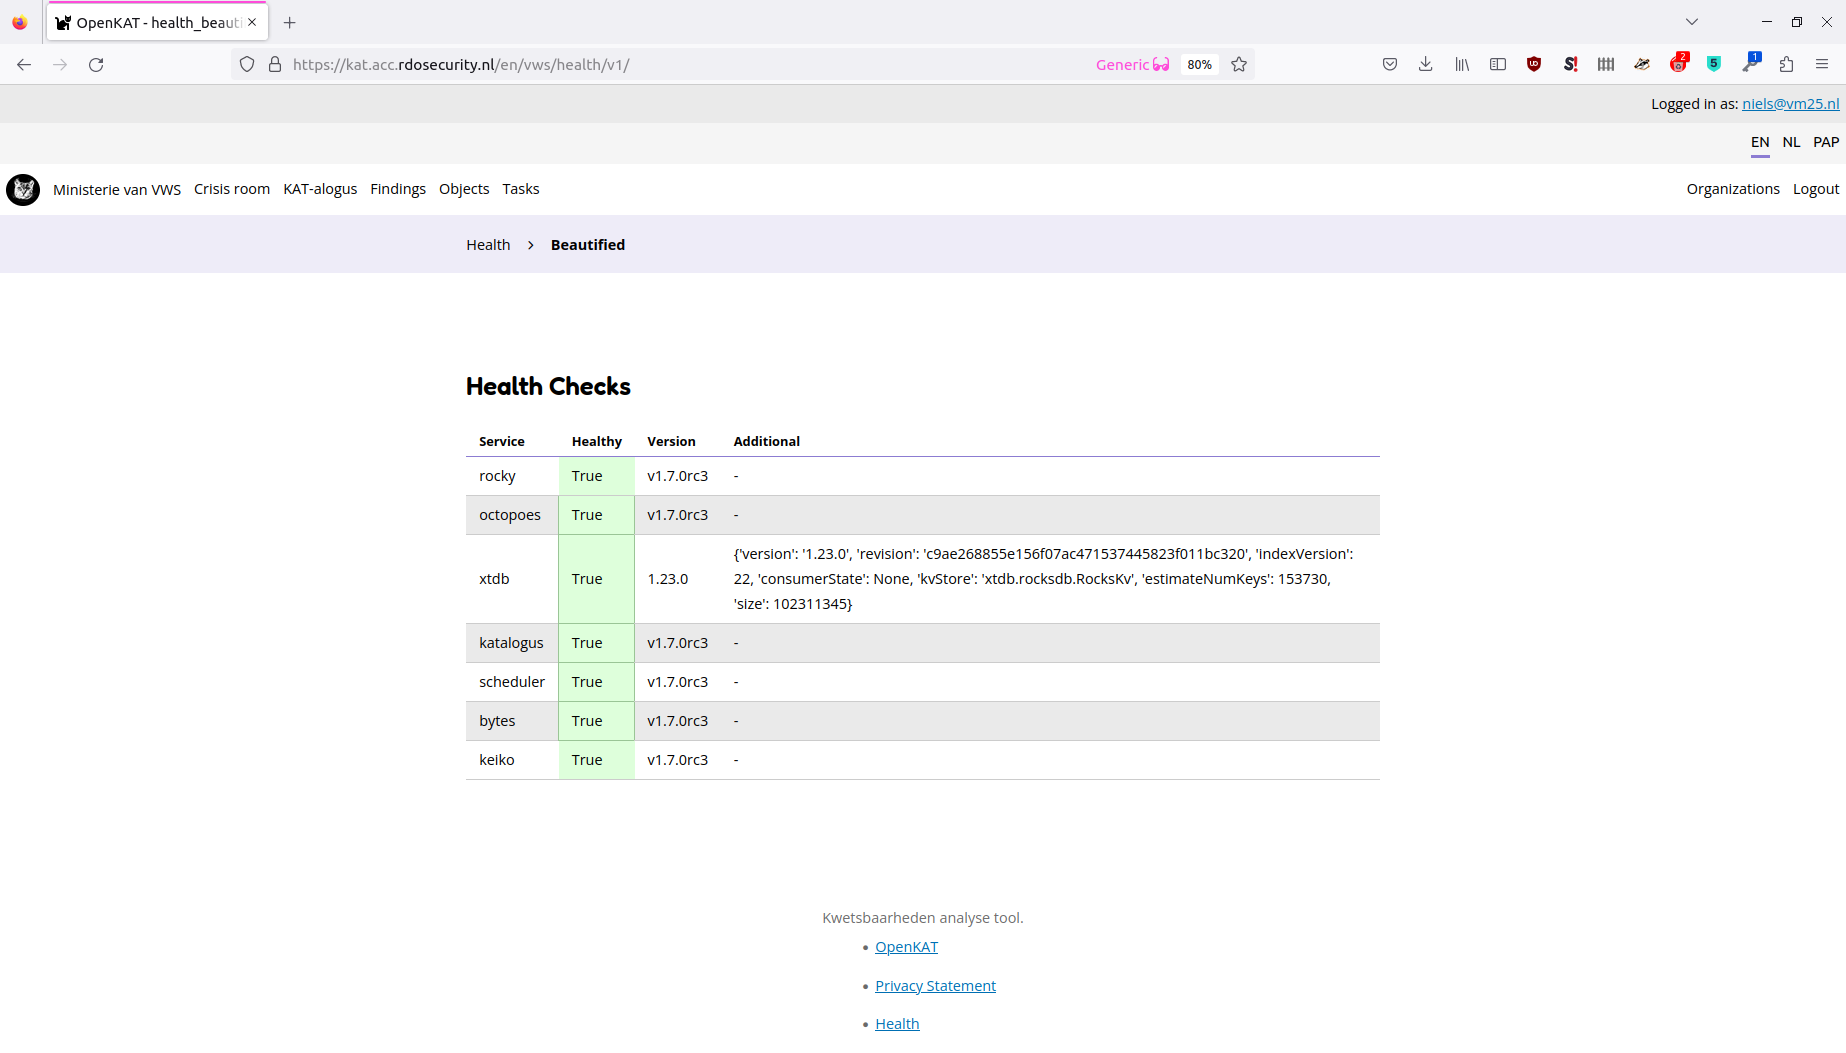 OpenKAT - health_beauti
https://kat.acc.rdosecurity.nl/en/vws/health/v1/
Generic
80%
2
5
1
Logged in as: niels@vm25.nl
EN NL PAP
Ministerie van VWS Crisis room KAT-alogus Findings Objects Tasks Organizations Logout
Health > Beautified
Health Checks
Service Healthy Version Additional
rocky True v1.7.0rc3 -
octopoes True v1.7.0rc3 -
{'version': '1.23.0', 'revision': 'c9ae268855e156f07ac471537445823f011bc320', 'indexVersion':
xtdb True 1.23.0 22, 'consumerState': None, 'kvStore': 'xtdb.rocksdb.RocksKv', 'estimateNumKeys': 153730,
'size': 102311345}
katalogus True v1.7.0rc3 -
scheduler True v1.7.0rc3 -
bytes True v1.7.0rc3 -
keiko True v1.7.0rc3 -
Kwetsbaarheden analyse tool.
• OpenKAT
• Privacy Statement
• Health